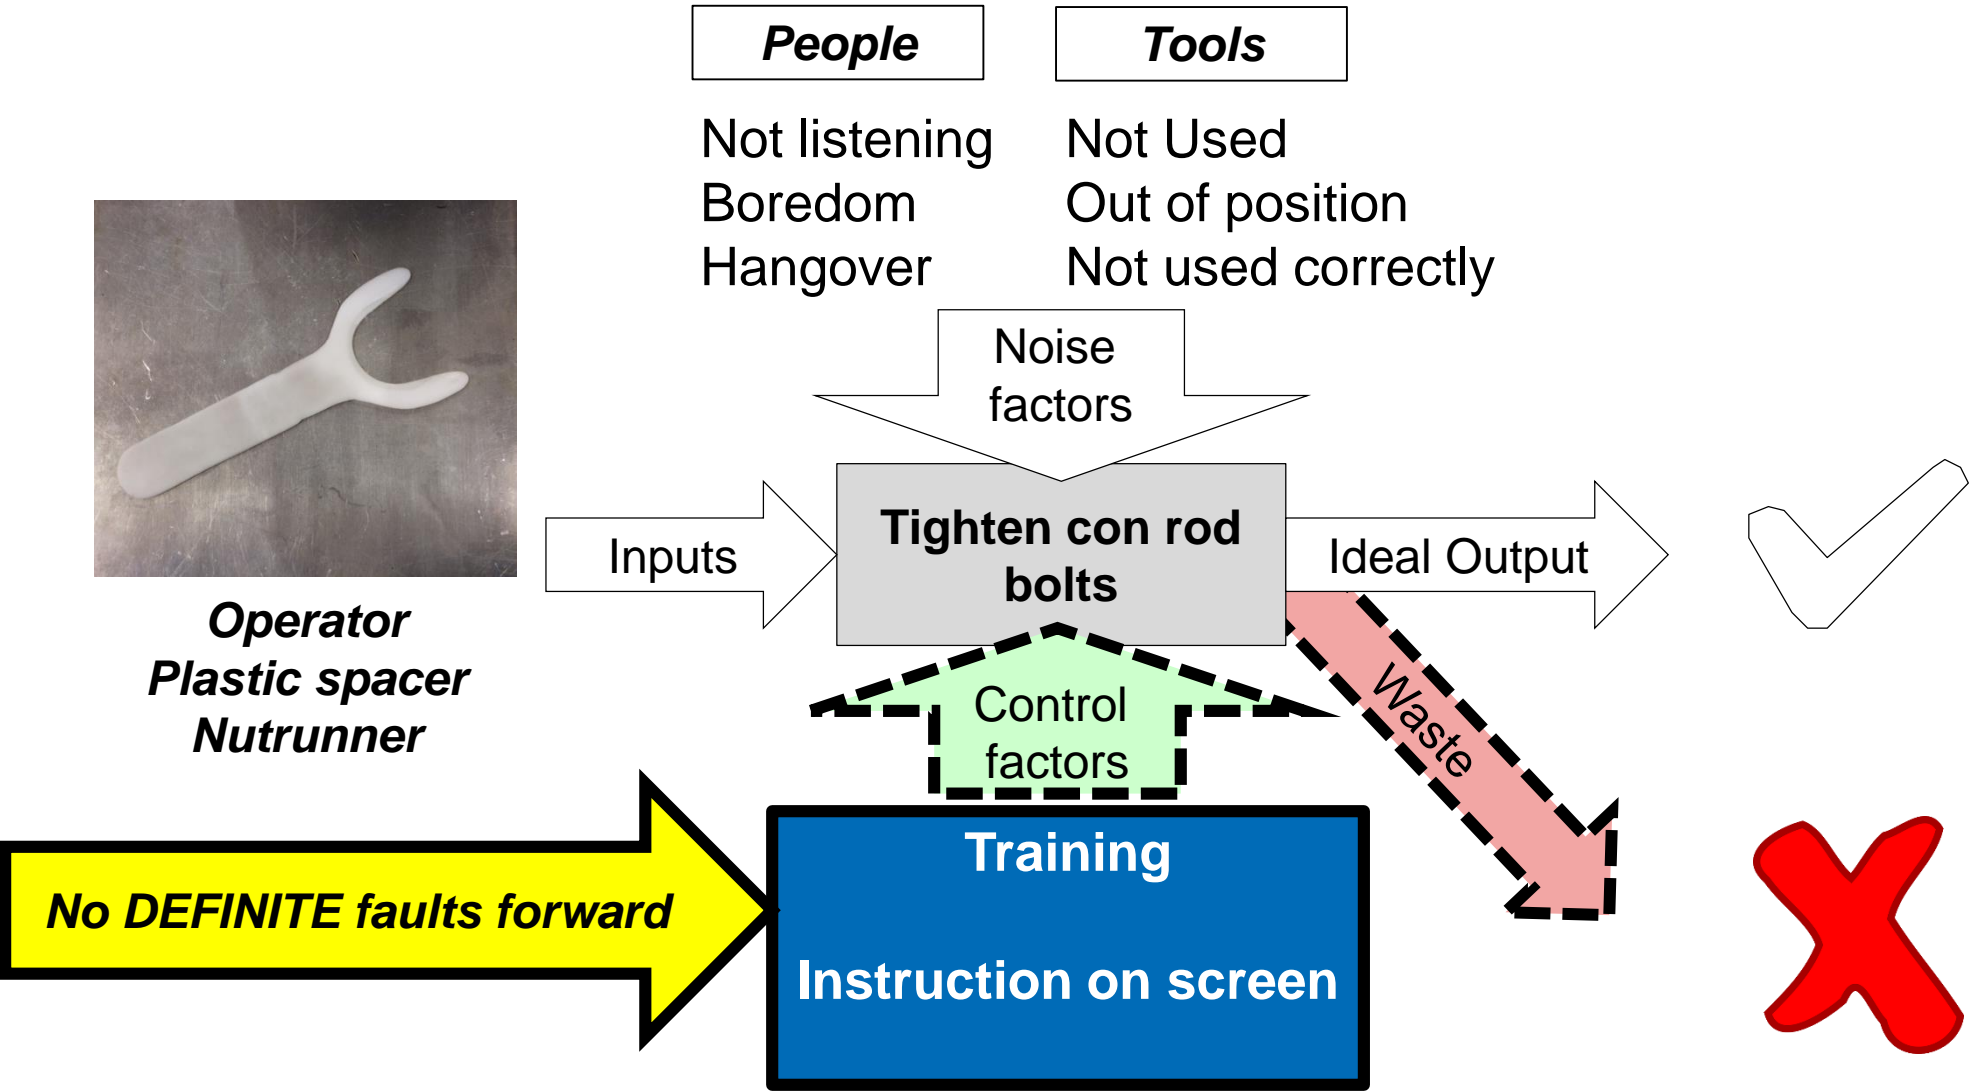 People
Tools
Not listening
Boredom
Hangover
Not Used
Out of position
Not used correctly
Noise
factors
Operator
Plastic spacer
Nutrunner
Inputs
Tighten con rod
bolts
Ideal Output
Waste
Control
factors
No DEFINITE faults forward
Training
Instruction on screen